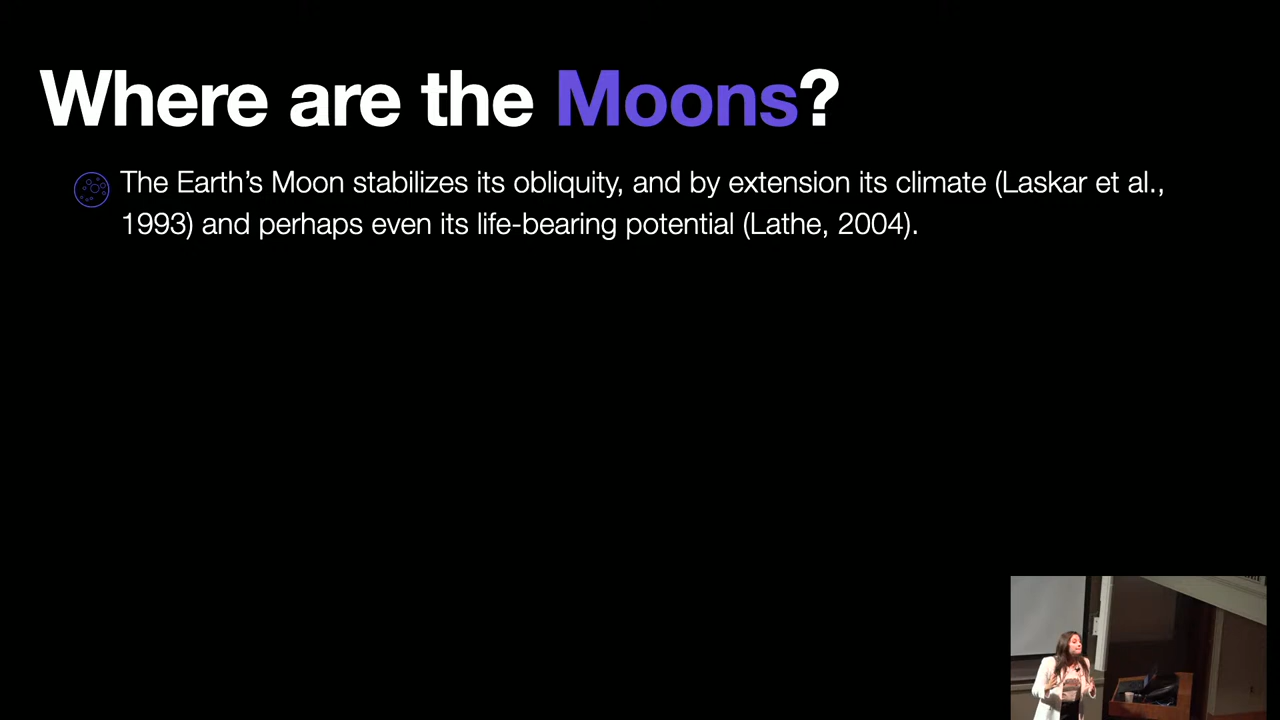 Where are the Moons?
The Earth’s Moon stabilizes its obliquity, and by extension its climate (Laskar et al.,
1993) and perhaps even its life-bearing potential (Lathe, 2004).